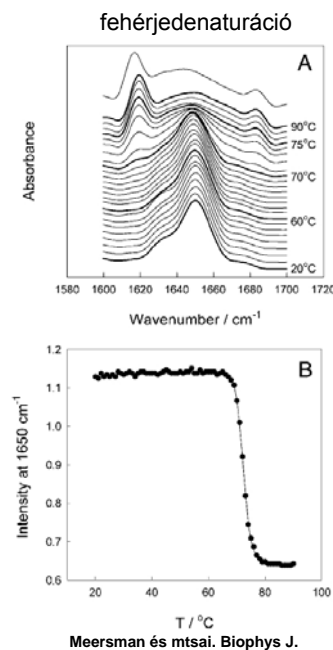 fehérjedenaturáció
A
Absorbance
90°C
75°C
70°C
60°C
20°C
1580 1600 1620 1640 1660 1680 1700 1720
Wavenumber / cm⁻¹
B
Intensity at 1650 cm⁻¹
1.2
1.1
1.0
0.9
0.8
0.7
0.6
20 40 60 80 100
T / °C
Meersman és mtsai. Biophys J.